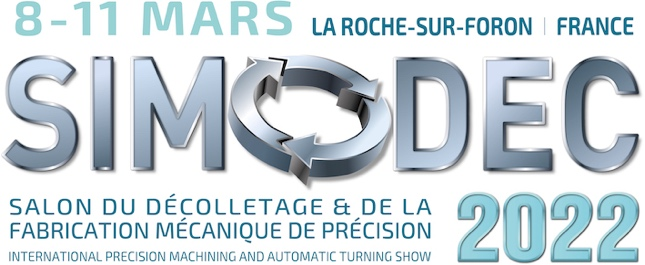 8-11 MARS LA ROCHE-SUR-FORON | FRANCE
SIMODEC
SALON DU DÉCOLLETAGE & DE LA
FABRICATION MÉCANIQUE DE PRÉCISION
INTERNATIONAL PRECISION MACHINING AND AUTOMATIC TURNING SHOW
2022